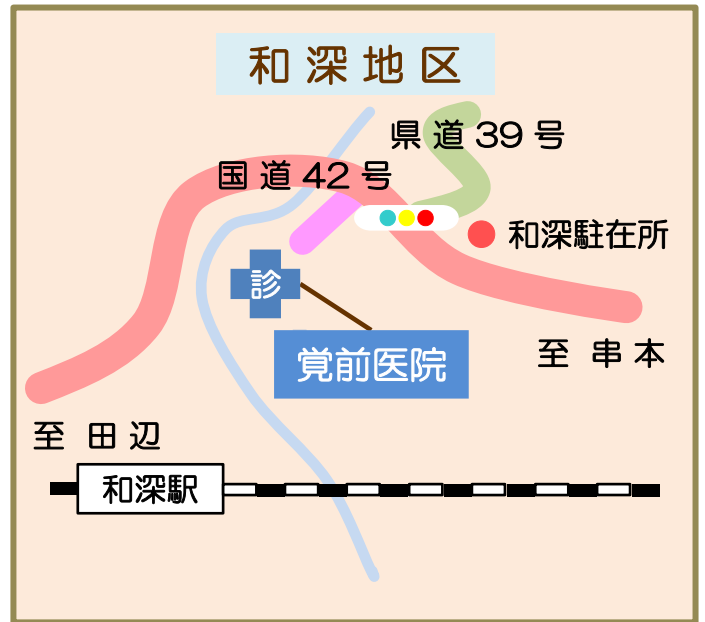 和深地区
県道39号
国道42号
和深駐在所
診
覚前医院
至 串本
至 田辺
和深駅